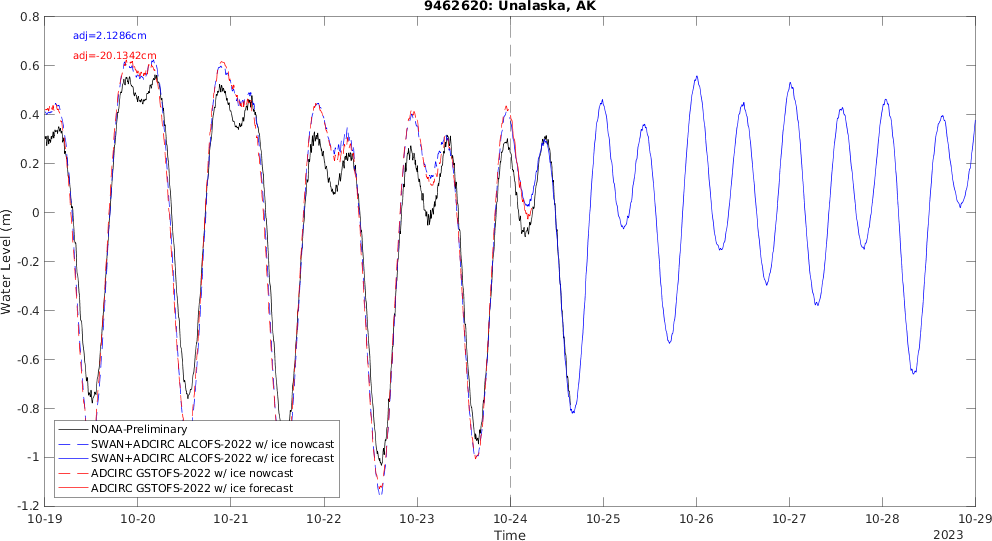 9462620: Unalaska, AK
adj=2.1286cm
adj=-20.1342cm
Water Level (m)
0.8
0.6
0.4
0.2
0
-0.2
-0.4
-0.6
-0.8
-1
-1.2
NOAA-Preliminary
SWAN+ADCIRC ALCOFS-2022 w/ ice nowcast
SWAN+ADCIRC ALCOFS-2022 w/ ice forecast
ADCIRC GSTOFS-2022 w/ ice nowcast
ADCIRC GSTOFS-2022 w/ ice forecast
10-19 10-20 10-21 10-22 10-23 10-24 10-25 10-26 10-27 10-28 10-29
Time
2023